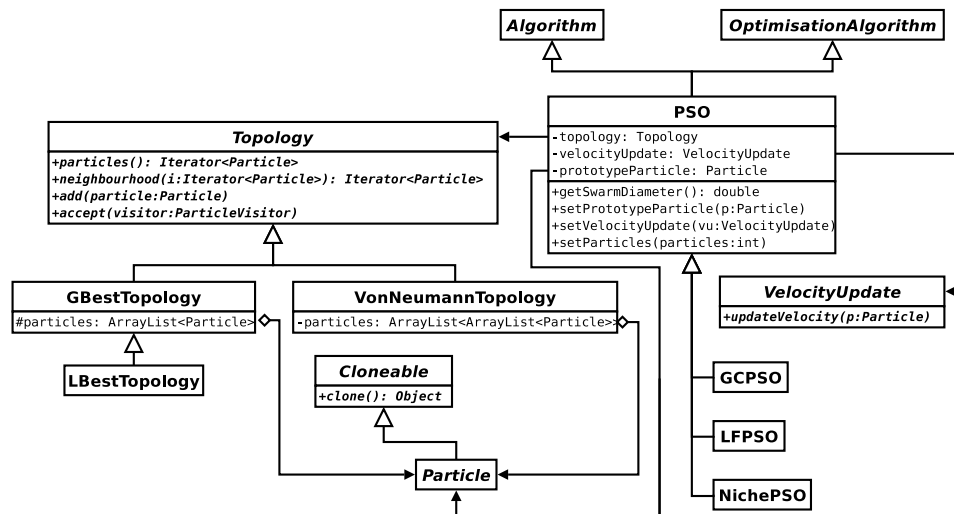 Algorithm
OptimisationAlgorithm
PSO
-topology: Topology
-velocityUpdate: VelocityUpdate
-prototypeParticle: Particle
+getSwarmDiameter(): double
+setPrototypeParticle(p:Particle)
+setVelocityUpdate(vu:VelocityUpdate)
+setParticles(particles:int)
Topology
+particles(): Iterator<Particle>
+neighbourhood(i:Iterator<Particle>): Iterator<Particle>
+add(particle:Particle)
+accept(visitor:ParticleVisitor)
GBestTopology
#particles: ArrayList<Particle>
VonNeumannTopology
-particles: ArrayList<ArrayList<Particle>>
VelocityUpdate
+updateVelocity(p:Particle)
LBestTopology
Cloneable
+clone(): Object
GCPSO
LFPSO
Particle
NichePSO